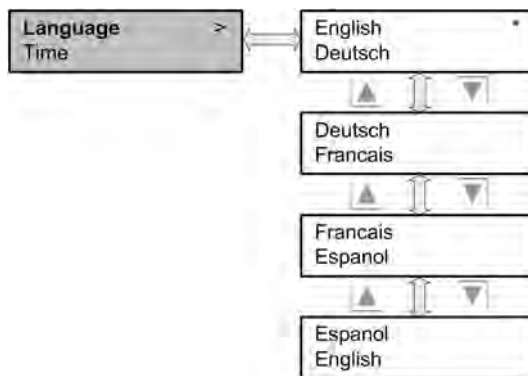 Language >
Time
English *
Deutsch
Deutsch
Francais
Francais
Espanol
Espanol
English